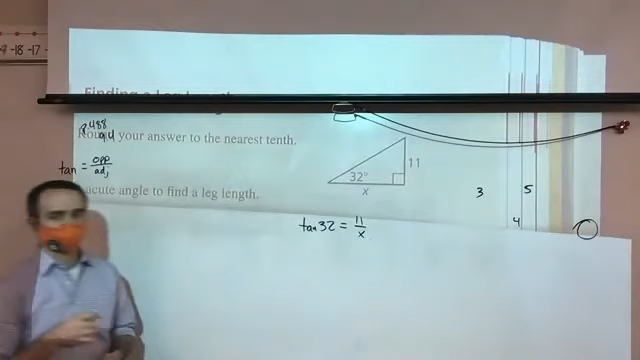 -18 -17
Finding a Leg Length
Round your answer to the nearest tenth.
tan = opp/adj
32°
11
x
acute angle to find a leg length.
3
5
4
tan 32 = 11/x